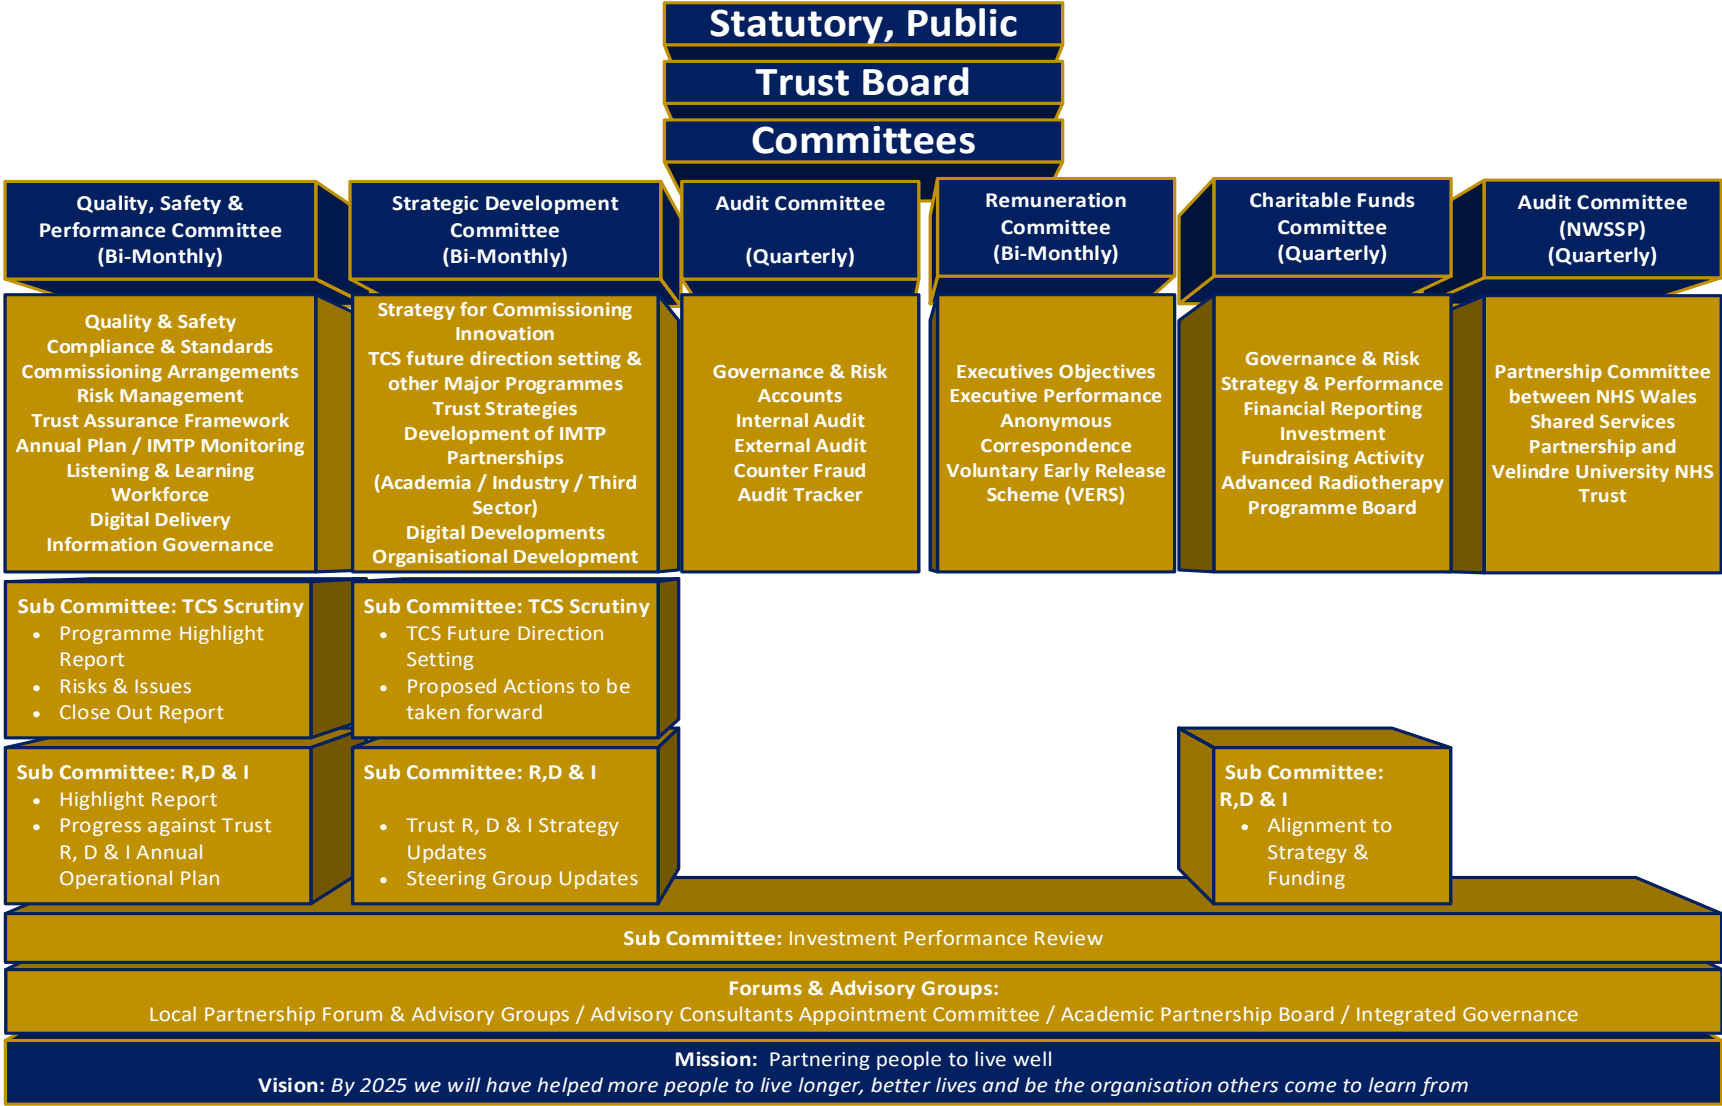 Statutory, Public
Trust Board
Committees
Quality, Safety &
Performance Committee
(Bi-Monthly)
Strategic Development
Committee
(Bi-Monthly)
Audit Committee
(Quarterly)
Remuneration
Committee
(Bi-Monthly)
Charitable Funds
Committee
(Quarterly)
Audit Committee
(NWSSP)
(Quarterly)
Quality & Safety
Compliance & Standards
Commissioning Arrangements
Risk Management
Trust Assurance Framework
Annual Plan / IMTP Monitoring
Listening & Learning
Workforce
Digital Delivery
Information Governance
Strategy for Commissioning
Innovation
TCS future direction setting &
other Major Programmes
Trust Strategies
Development of IMTP
Partnerships
(Academia / Industry / Third
Sector)
Digital Developments
Organisational Development
Governance & Risk
Accounts
Internal Audit
External Audit
Counter Fraud
Audit Tracker
Executives Objectives
Executive Performance
Anonymous
Correspondence
Voluntary Early Release
Scheme (VERS)
Governance & Risk
Strategy & Performance
Financial Reporting
Investment
Fundraising Activity
Advanced Radiotherapy
Programme Board
Partnership Committee
between NHS Wales
Shared Services
Partnership and
Velindre University NHS
Trust
Sub Committee: TCS Scrutiny
• Programme Highlight
Report
• Risks & Issues
• Close Out Report
Sub Committee: TCS Scrutiny
• TCS Future Direction
Setting
• Proposed Actions to be
taken forward
Sub Committee: R,D & I
• Highlight Report
• Progress against Trust
R, D & I Annual
Operational Plan
Sub Committee: R,D & I
• Trust R, D & I Strategy
Updates
• Steering Group Updates
Sub Committee:
R,D & I
• Alignment to
Strategy &
Funding
Sub Committee: Investment Performance Review
Forums & Advisory Groups:
Local Partnership Forum & Advisory Groups / Advisory Consultants Appointment Committee / Academic Partnership Board / Integrated Governance
Mission: Partnering people to live well
Vision: By 2025 we will have helped more people to live longer, better lives and be the organisation others come to learn from